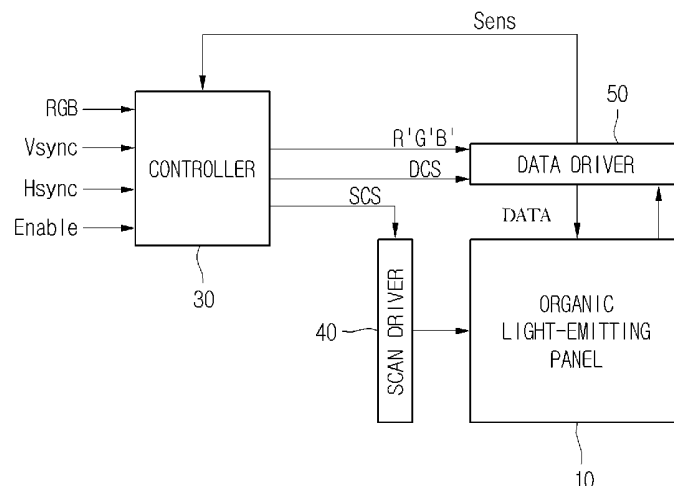 Sens
RGB
Vsync
Hsync
Enable
CONTROLLER
30
R'G'B'
DCS
SCS
50
DATA DRIVER
DATA
40
SCAN DRIVER
ORGANIC
LIGHT-EMITTING
PANEL
10